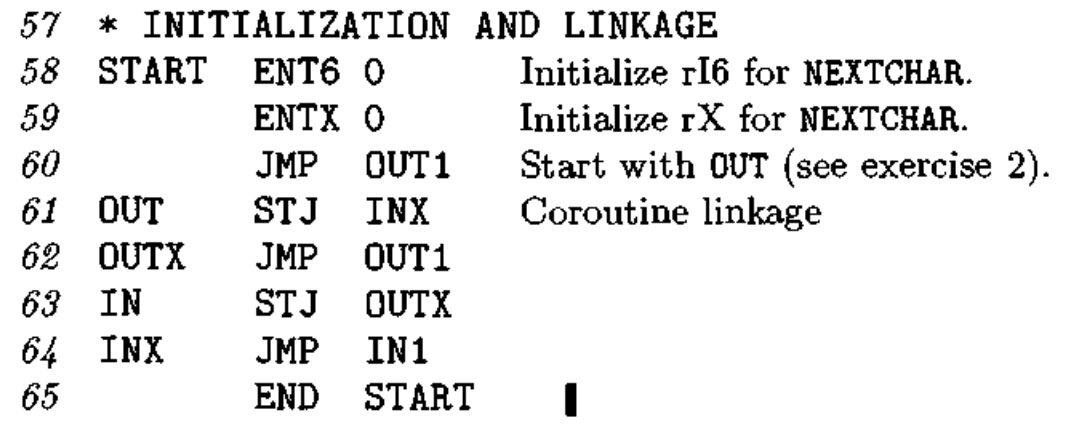 57 * INITIALIZATION AND LINKAGE
58 START ENT6 0 Initialize rI6 for NEXTCHAR.
59 ENTX 0 Initialize rX for NEXTCHAR.
60 JMP OUT1 Start with OUT (see exercise 2).
61 OUT STJ INX Coroutine linkage
62 OUTX JMP OUT1
63 IN STJ OUTX
64 INX JMP IN1
65 END START ▌